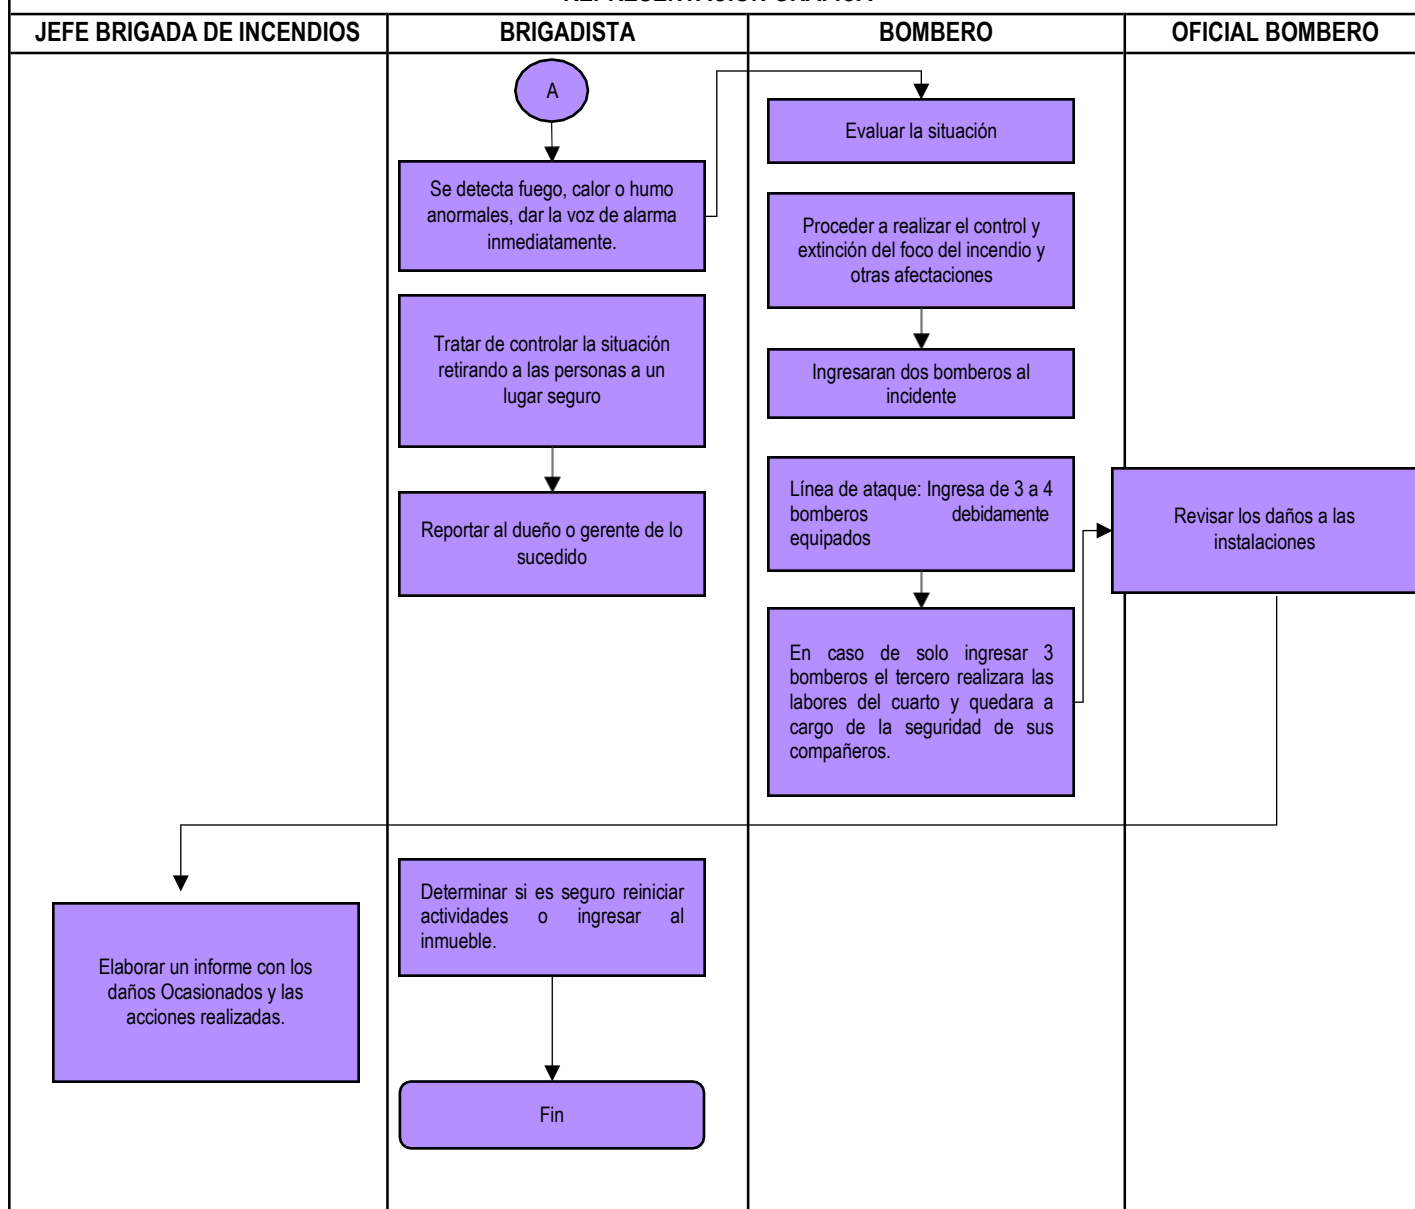 JEFE BRIGADA DE INCENDIOS
BRIGADISTA
BOMBERO
OFICIAL BOMBERO
A
Se detecta fuego, calor o humo
anormales, dar la voz de alarma
inmediatamente.
Tratar de controlar la situación
retirando a las personas a un
lugar seguro
Reportar al dueño o gerente de lo
sucedido
Evaluar la situación
Proceder a realizar el control y
extinción del foco del incendio y
otras afectaciones
Ingresaran dos bomberos al
incidente
Línea de ataque: Ingresa de 3 a 4
bomberos debidamente
equipados
En caso de solo ingresar 3
bomberos el tercero realizara las
labores del cuarto y quedara a
cargo de la seguridad de sus
compañeros.
Revisar los daños a las
instalaciones
Elaborar un informe con los
daños Ocasionados y las
acciones realizadas.
Determinar si es seguro reiniciar
actividades o ingresar al
inmueble.
Fin